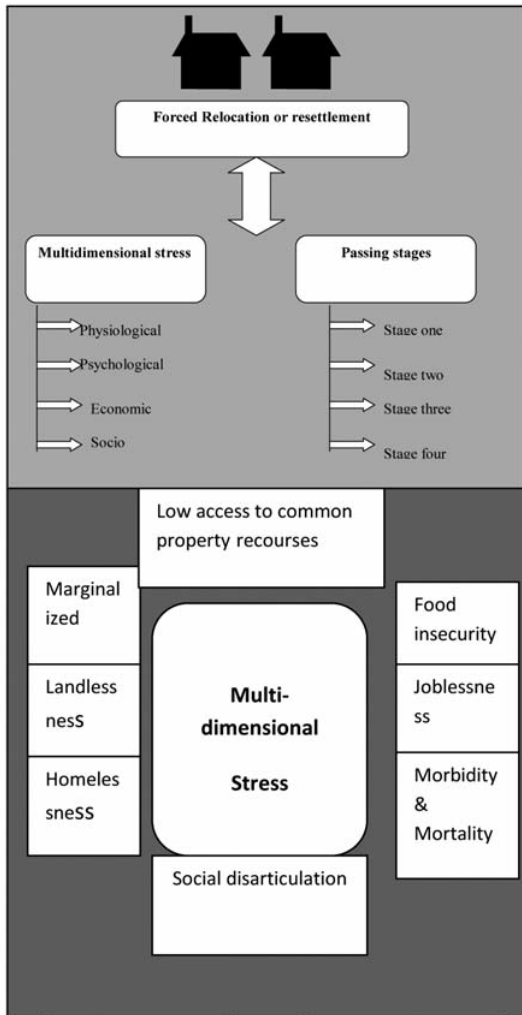 Forced Relocation or resettlement
Multidimensional stress
Physiological
Psychological
Economic
Socio
Passing stages
Stage one
Stage two
Stage three
Stage four
Low access to common
property recourses
Marginal
ized
Landless
ness
Homeles
sness
Multi-
dimensional
Stress
Food
insecurity
Joblessne
ss
Morbidity
&
Mortality
Social disarticulation